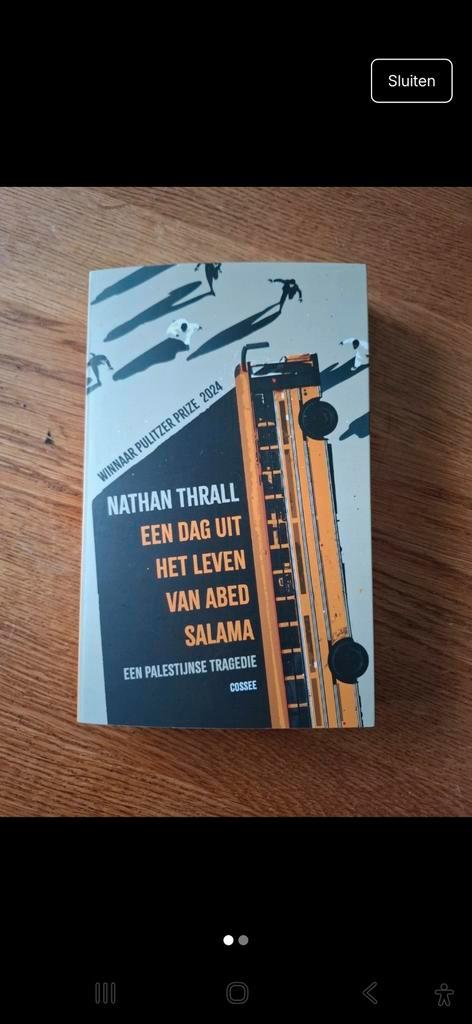 Sluiten
WINNAAR PULITZER PRIZE 2024
NATHAN THRALL
EEN DAG UIT
HET LEVEN
VAN ABED
SALAMA
EEN PALESTIJNSE TRAGEDIE
COSSEE